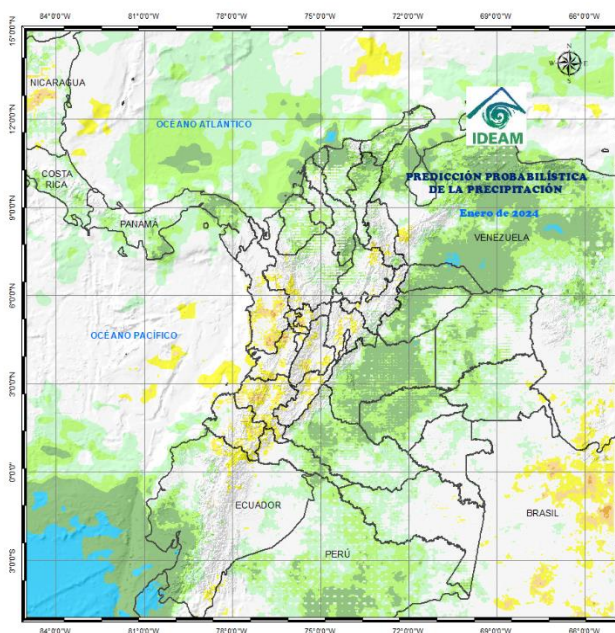 84°0'0"W
81°0'0"W
78°0'0"W
75°0'0"W
72°0'0"W
69°0'0"W
66°0'0"W
15°0'0"N
12°0'0"N
9°0'0"N
6°0'0"N
3°0'0"N
0°0'0"
3°0'0"S
N
W
E
S
NICARAGUA
OCÉANO ATLÁNTICO
IDEAM
COSTA
RICA
PREDICCIÓN PROBABILÍSTICA
DE LA PRECIPITACIÓN
Enero de 2024
PANAMÁ
VENEZUELA
OCÉANO PACÍFICO
ECUADOR
BRASIL
PERÚ
84°0'0"W
81°0'0"W
78°0'0"W
75°0'0"W
72°0'0"W
69°0'0"W
66°0'0"W